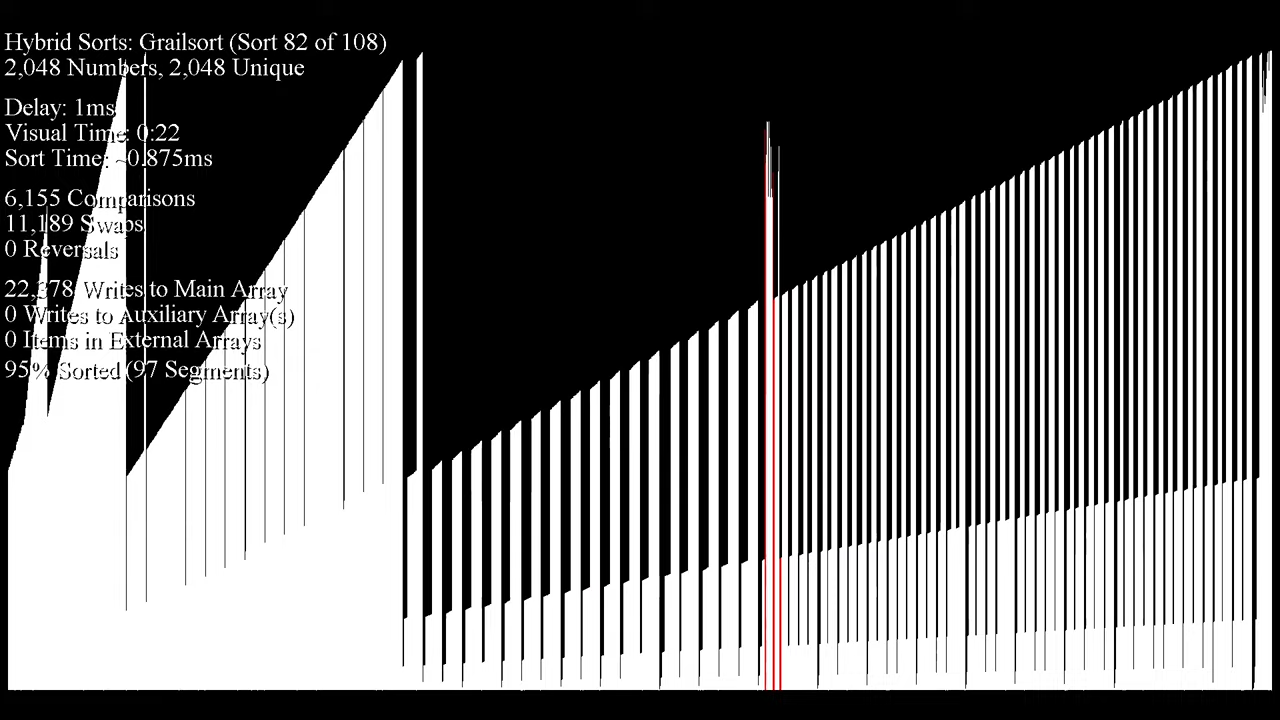 Hybrid Sorts: Grailsort (Sort 82 of 108)
2,048 Numbers, 2,048 Unique
Delay: 1ms
Visual Time: 0:22
Sort Time: ~0.875ms
6,155 Comparisons
11,189 Swaps
0 Reversals
22,378 Writes to Main Array
0 Writes to Auxiliary Array(s)
0 Items in External Arrays
95% Sorted (97 Segments)